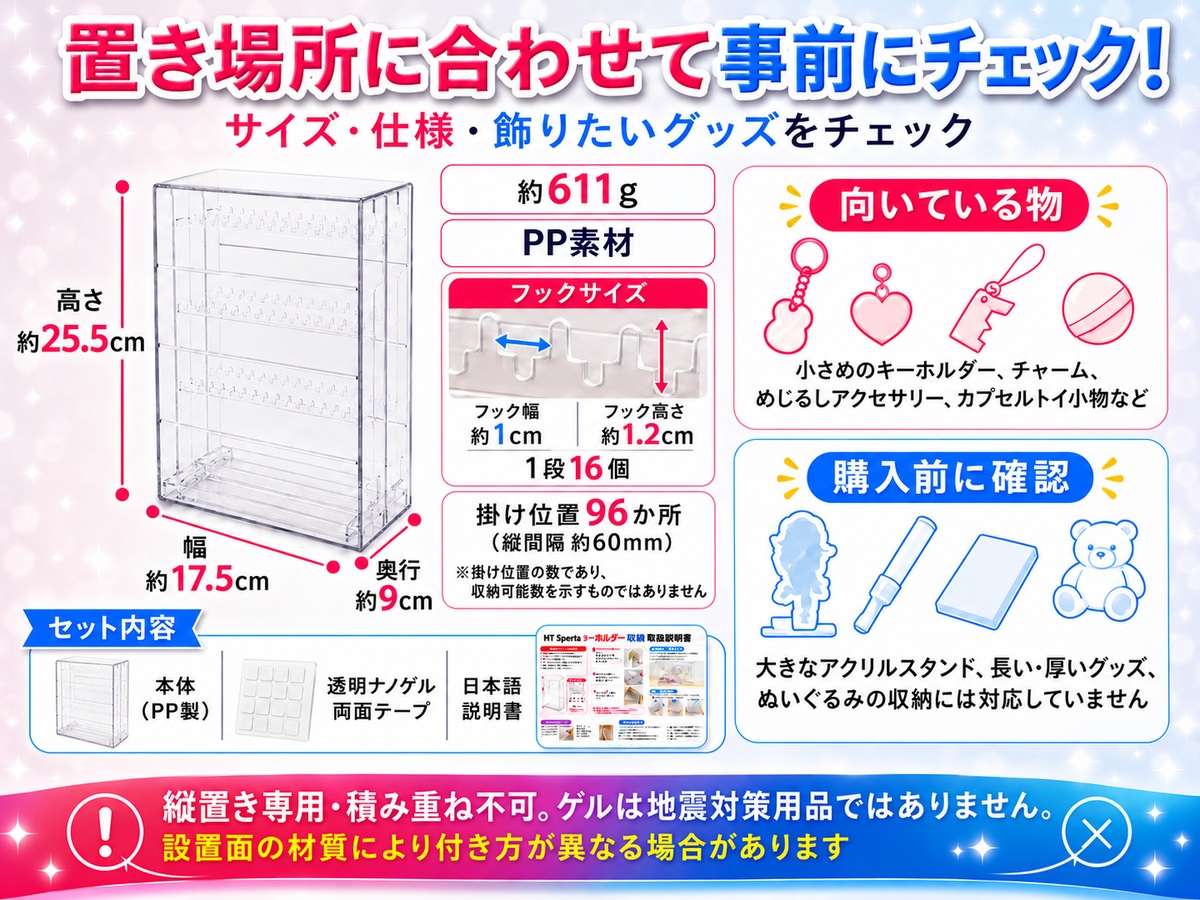 置き場所に合わせて事前にチェック!
サイズ・仕様・飾りたいグッズをチェック
高さ
約25.5cm
幅
約17.5cm
奥行
約9cm
約611g
PP素材
フックサイズ
フック幅
約1cm
フック高さ
約1.2cm
1段16個
掛け位置96か所
(縦間隔 約60mm)
※掛け位置の数であり、
収納可能数を示すものではありません
向いている物
小さめのキーホルダー、チャーム、
めじるしアクセサリー、カプセルトイ小物など
購入前に確認
大きなアクリルスタンド、長い・厚いグッズ、
ぬいぐるみの収納には対応していません
セット内容
本体
(PP製)
透明ナノゲル
両面テープ
日本語
説明書
HT Sperta キーホルダー 収納 取扱説明書
縦置き専用・積み重ね不可。ゲルは地震対策用品ではありません。
設置面の材質により付き方が異なる場合があります